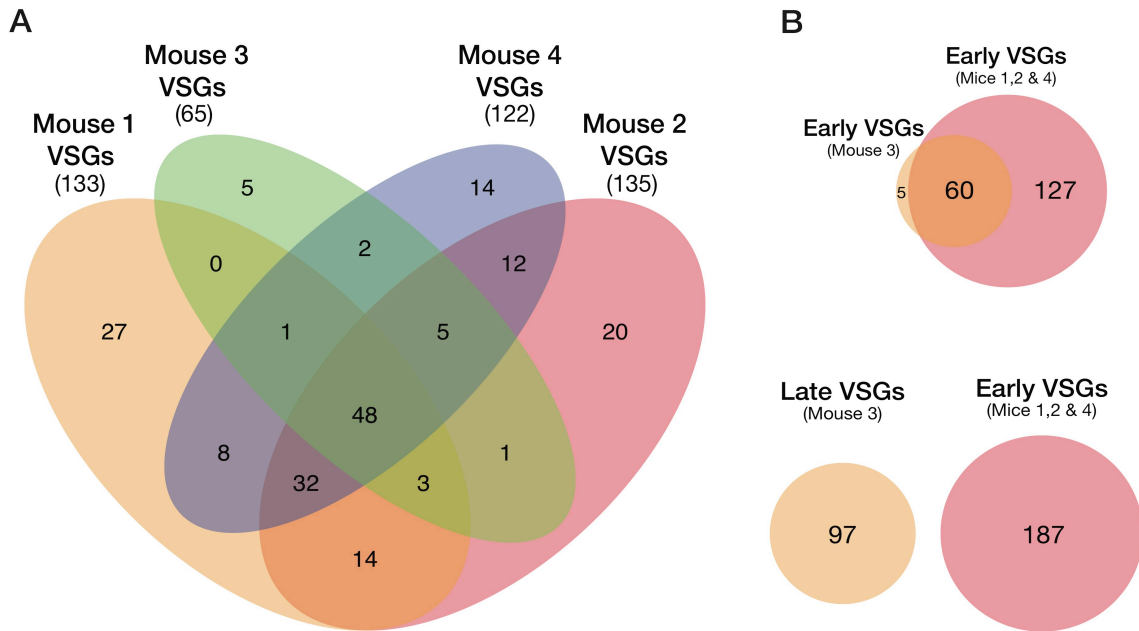 A
Mouse 3
VSGs
(65)
Mouse 4
VSGs
(122)
Mouse 1
VSGs
(133)
Mouse 2
VSGs
(135)
5
14
0
2
12
27
1
5
20
48
8
32
3
1
14
B
Early VSGs
(Mice 1,2 & 4)
Early VSGs
(Mouse 3)
5
60
127
Late VSGs
(Mouse 3)
Early VSGs
(Mice 1,2 & 4)
97
187